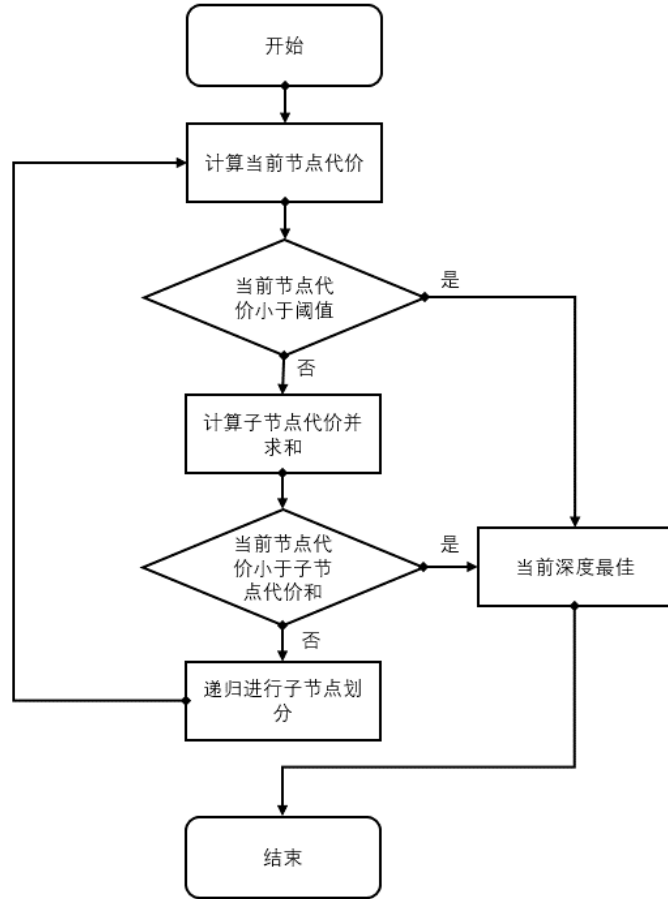 开始
计算当前节点代价
当前节点代
价小于阈值
是
否
计算子节点代价并
求和
当前节点代
价小于子节
点代价和
是
当前深度最佳
否
递归进行子节点划
分
结束